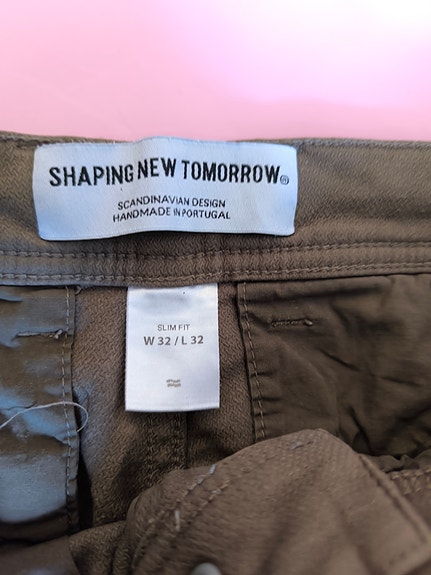 SHAPING NEW TOMORROW®
SCANDINAVIAN DESIGN
HANDMADE IN PORTUGAL
SLIM FIT
W 32 / L 32